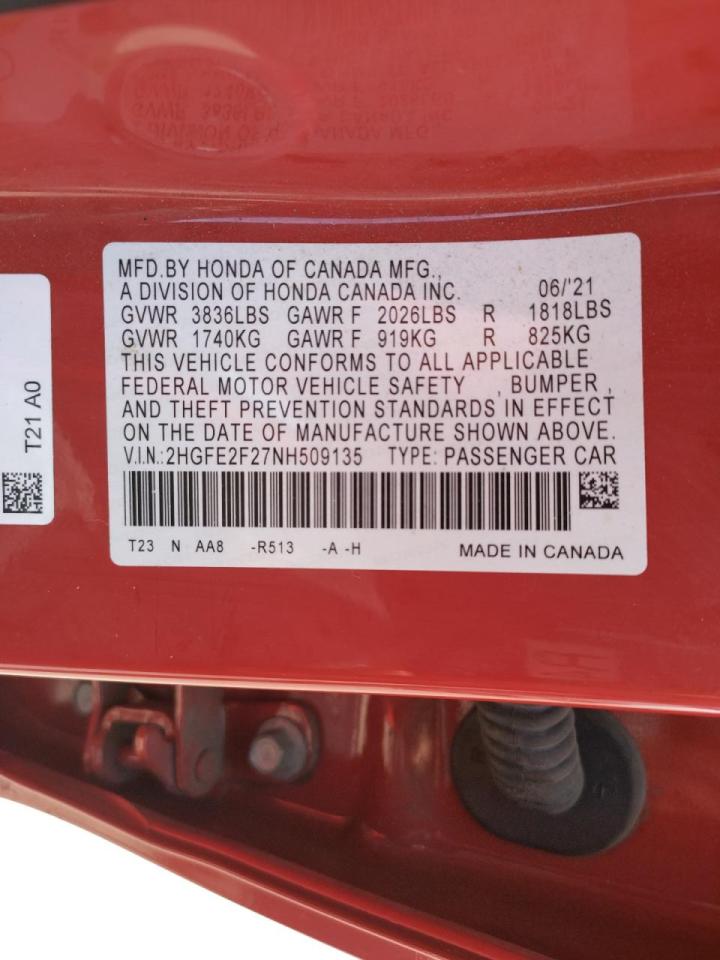 MFD.BY HONDA OF CANADA MFG.,
A DIVISION OF HONDA CANADA INC. 06/'21
GVWR 3836LBS GAWR F 2026LBS R 1818LBS
GVWR 1740KG GAWR F 919KG R 825KG
THIS VEHICLE CONFORMS TO ALL APPLICABLE
FEDERAL MOTOR VEHICLE SAFETY , BUMPER ,
AND THEFT PREVENTION STANDARDS IN EFFECT
ON THE DATE OF MANUFACTURE SHOWN ABOVE.
V.I.N.:2HGFE2F27NH509135 TYPE: PASSENGER CAR
T23 N AA8 -R513 -A -H MADE IN CANADA
T21 A0